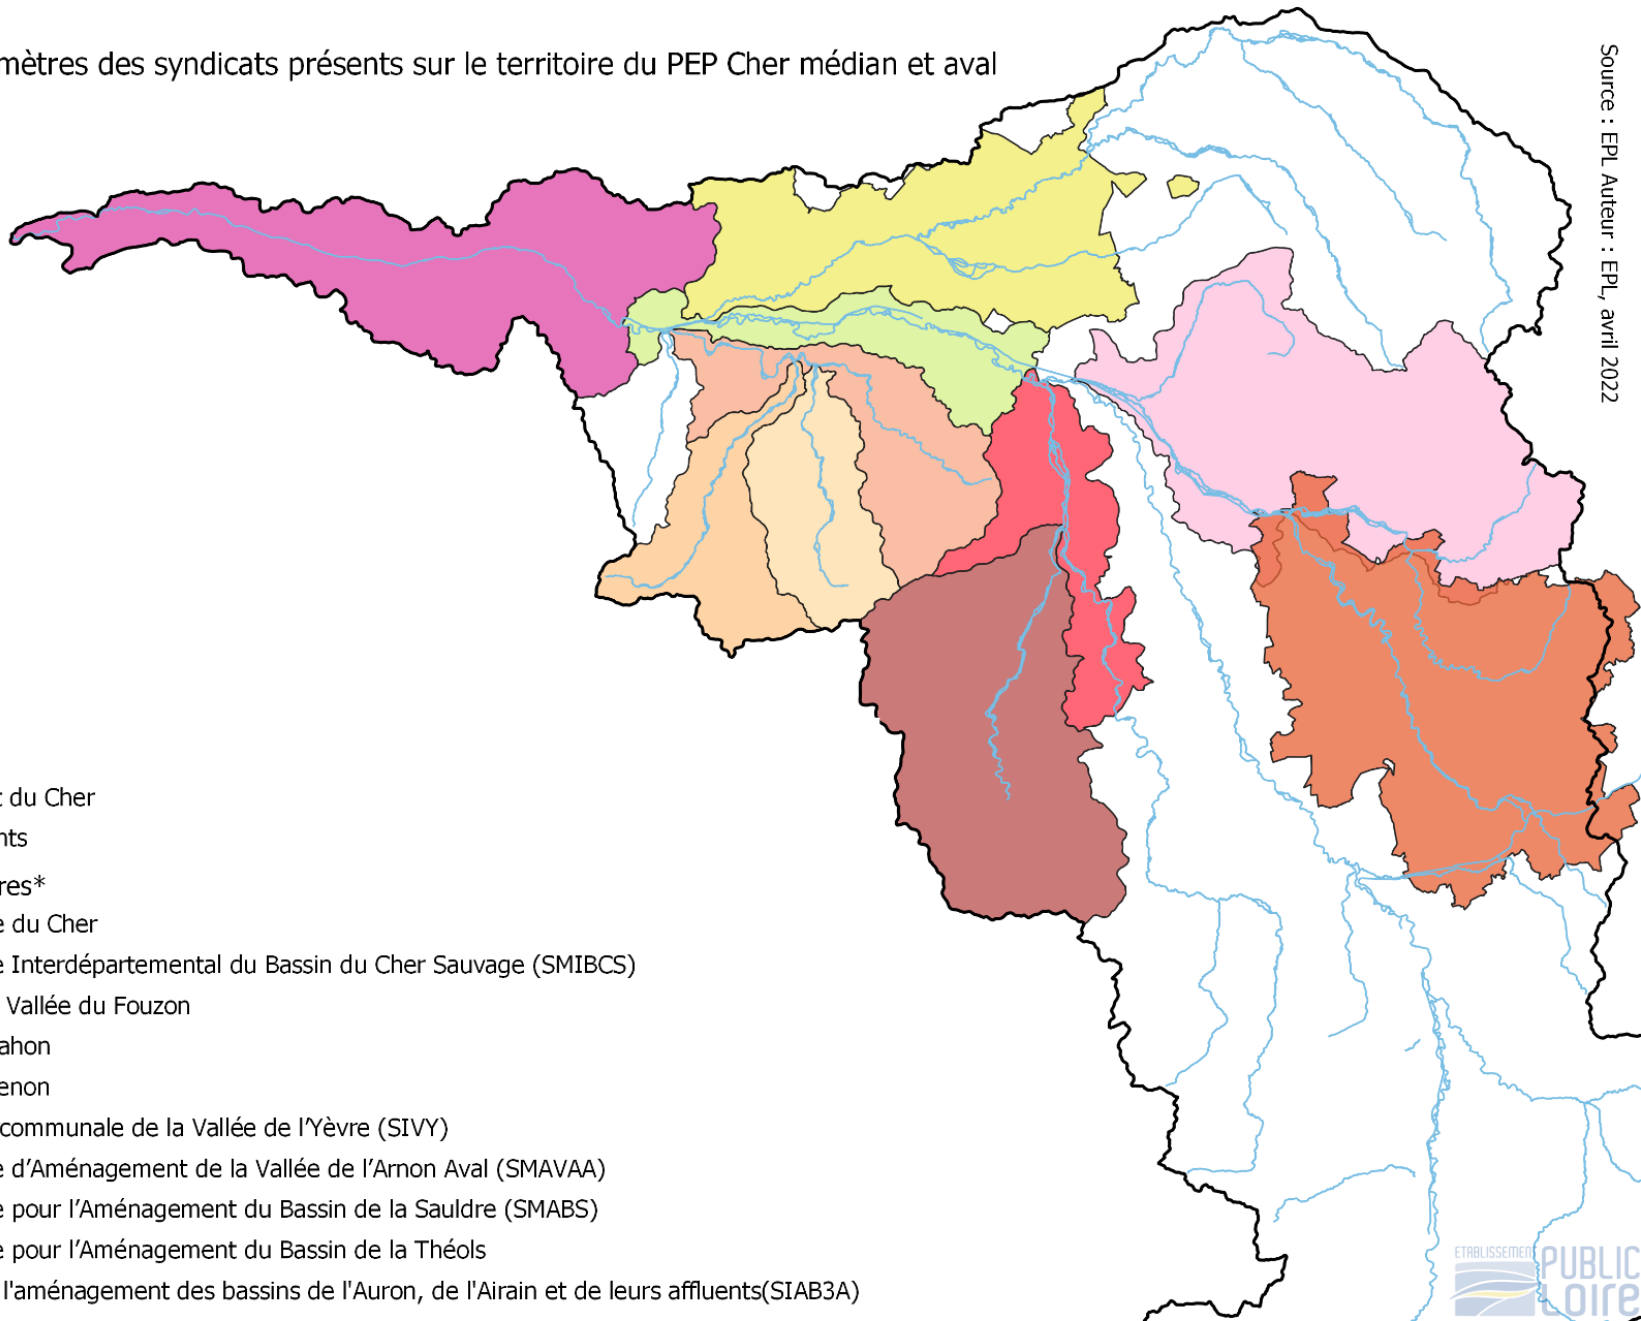 mètres des syndicats présents sur le territoire du PEP Cher médian et aval
Source : EPL Auteur : EPL, avril 2022
t du Cher
nts
res*
e du Cher
e Interdépartemental du Bassin du Cher Sauvage (SMIBCS)
Vallée du Fouzon
ahon
enon
communale de la Vallée de l'Yèvre (SIVY)
e d'Aménagement de la Vallée de l'Arnon Aval (SMAVAA)
e pour l'Aménagement du Bassin de la Sauldre (SMABS)
e pour l'Aménagement du Bassin de la Théols
l'aménagement des bassins de l'Auron, de l'Airain et de leurs affluents(SIAB3A)
ETABLISSEMENT PUBLIC
LOIRE